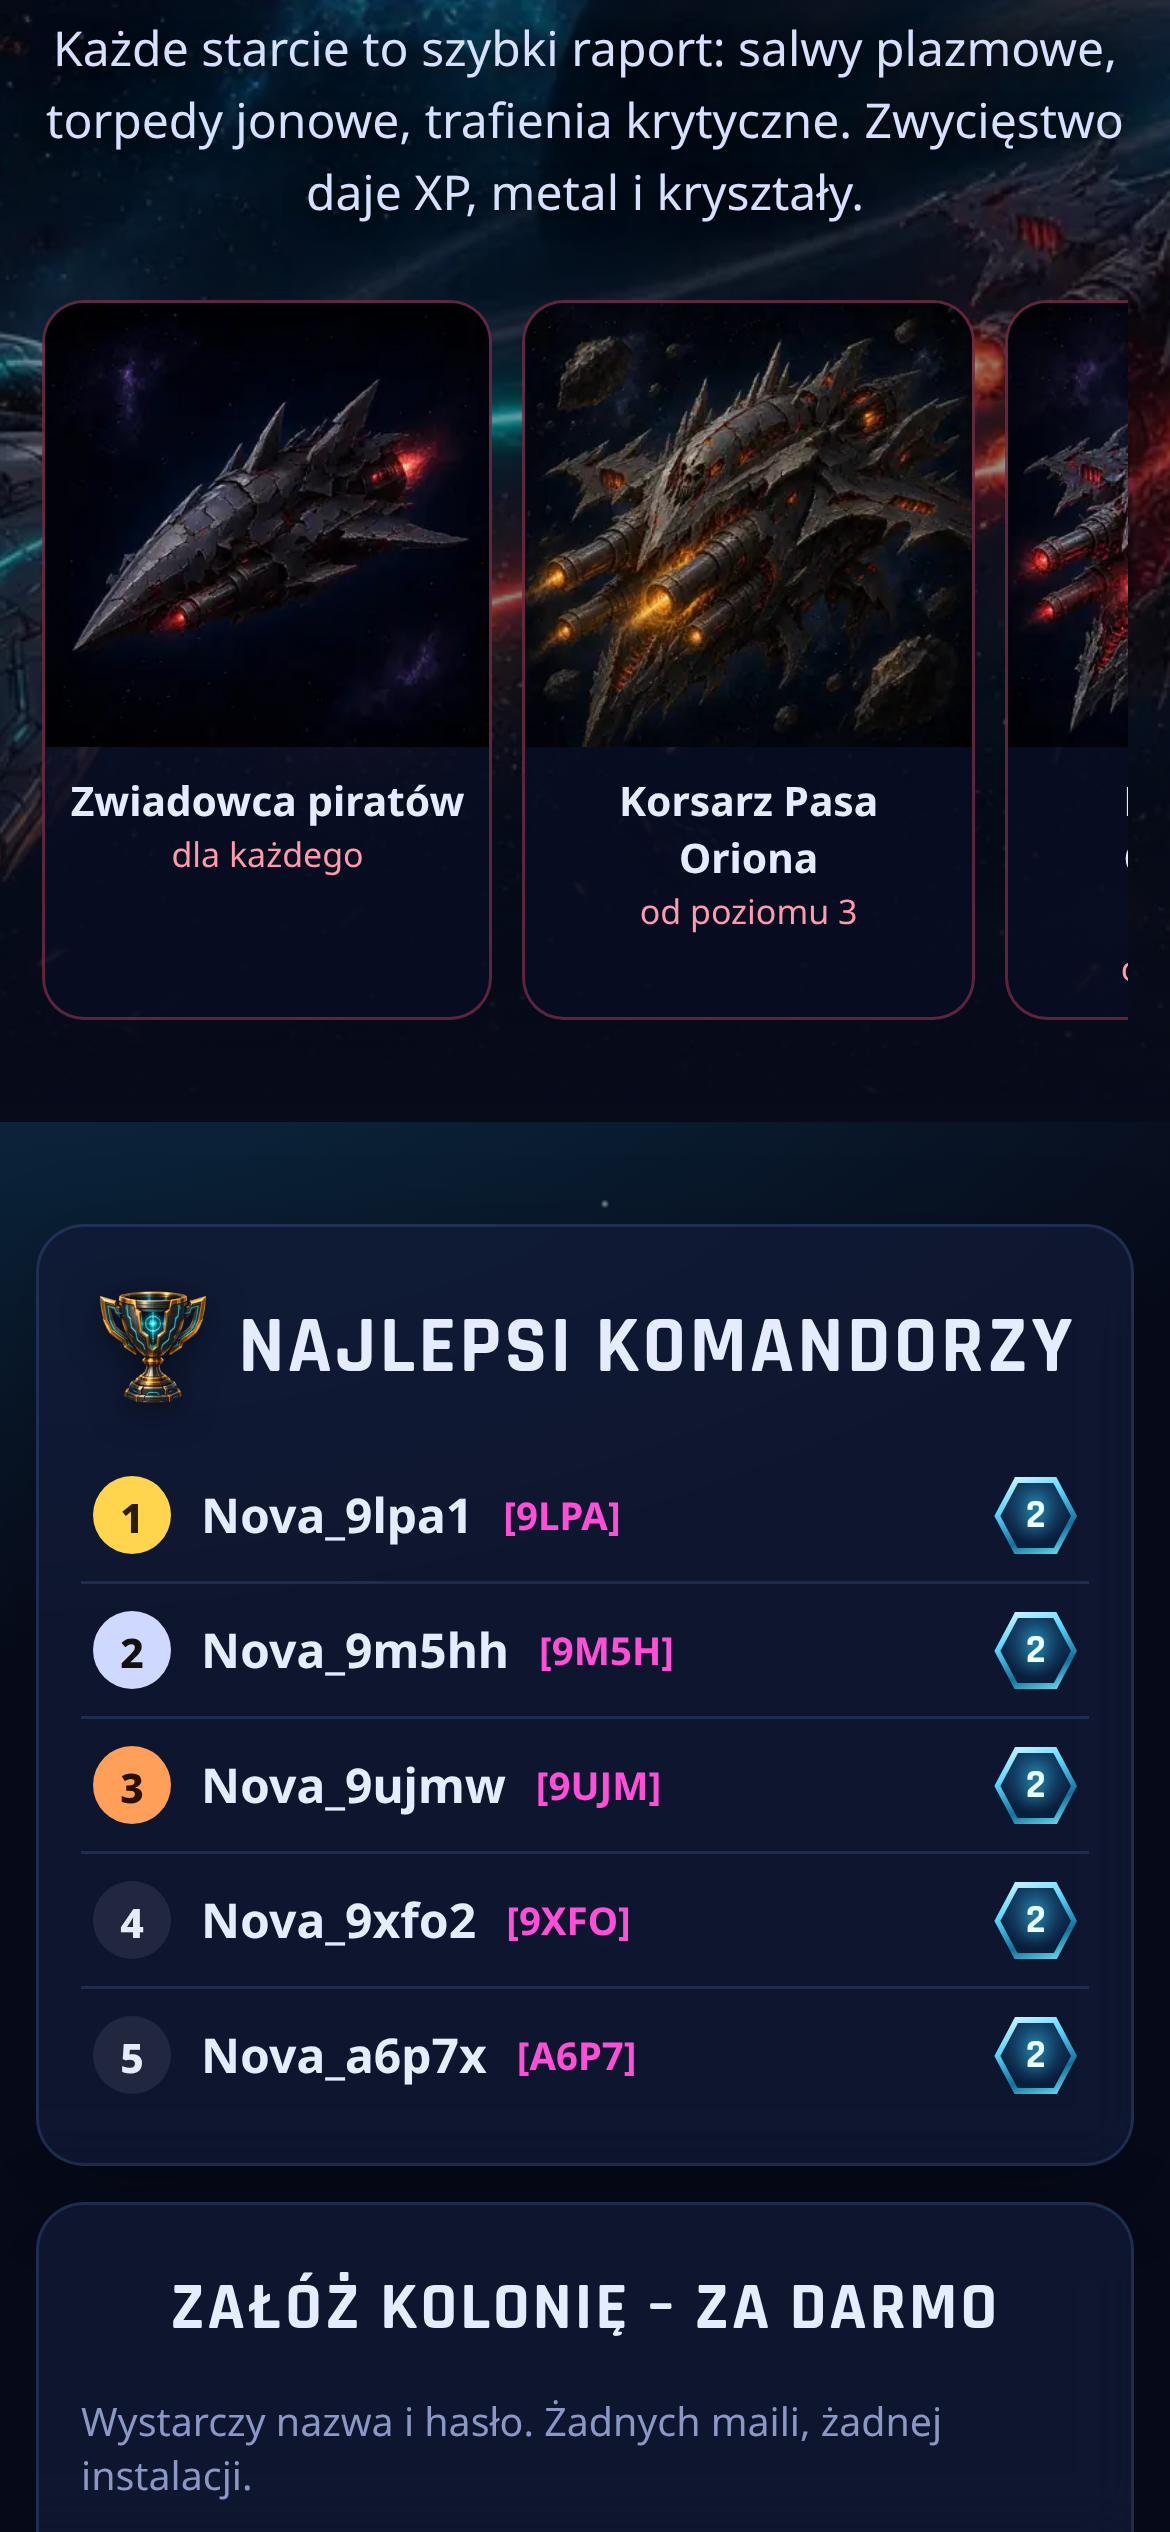 Każde starcie to szybki raport: salwy plazmowe,
torpedy jonowe, trafienia krytyczne. Zwycięstwo
daje XP, metal i kryształy.
Zwiadowca piratów
dla każdego
Korsarz Pasa
Oriona
od poziomu 3
NAJLEPSI KOMANDORZY
1 Nova_9lpa1 [9LPA] 2
2 Nova_9m5hh [9M5H] 2
3 Nova_9ujmw [9UJM] 2
4 Nova_9xfo2 [9XFO] 2
5 Nova_a6p7x [A6P7] 2
ZAŁÓŻ KOLONIĘ – ZA DARMO
Wystarczy nazwa i hasło. Żadnych maili, żadnej
instalacji.